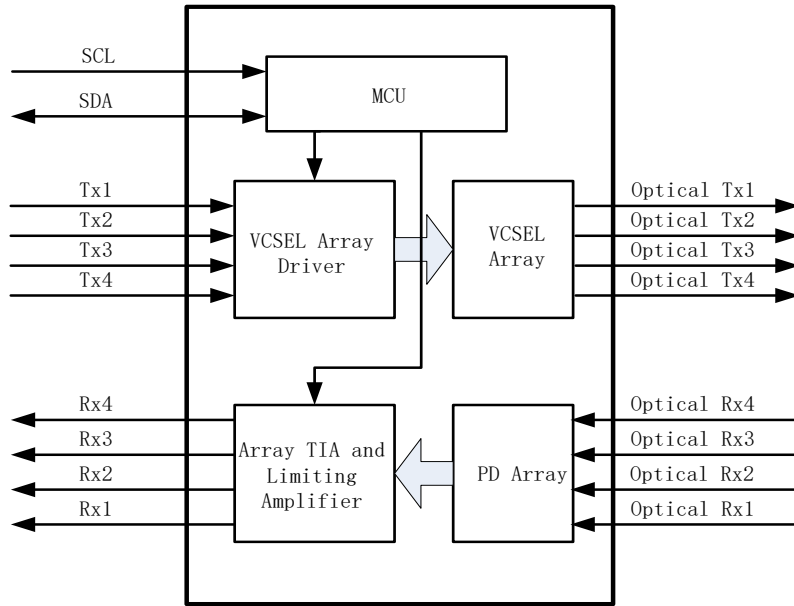 SCL
MCU
SDA
Tx1
Tx2
Tx3
Tx4
VCSEL Array
Driver
VCSEL
Array
Optical Tx1
Optical Tx2
Optical Tx3
Optical Tx4
Rx4
Rx3
Rx2
Rx1
Array TIA and
Limiting
Amplifier
PD Array
Optical Rx4
Optical Rx3
Optical Rx2
Optical Rx1